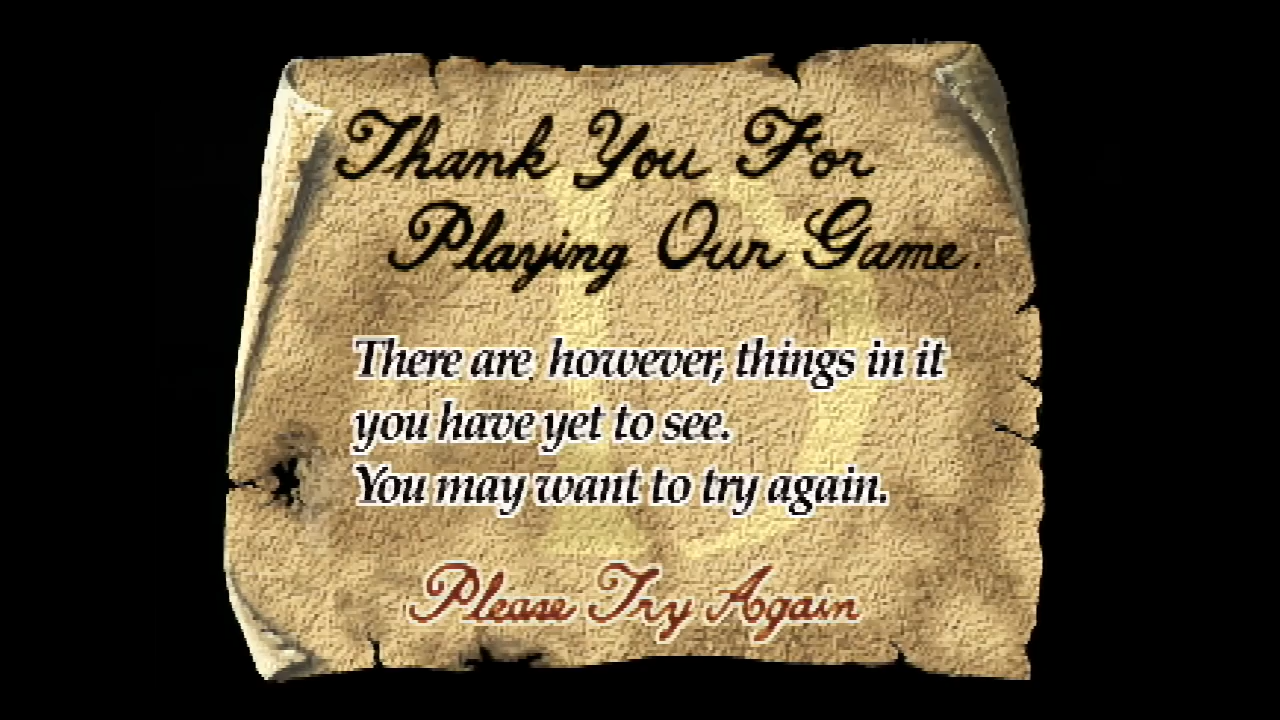 Thank You For
Playing Our Game.
There are, however, things in it
you have yet to see.
You may want to try again.
Please Try Again